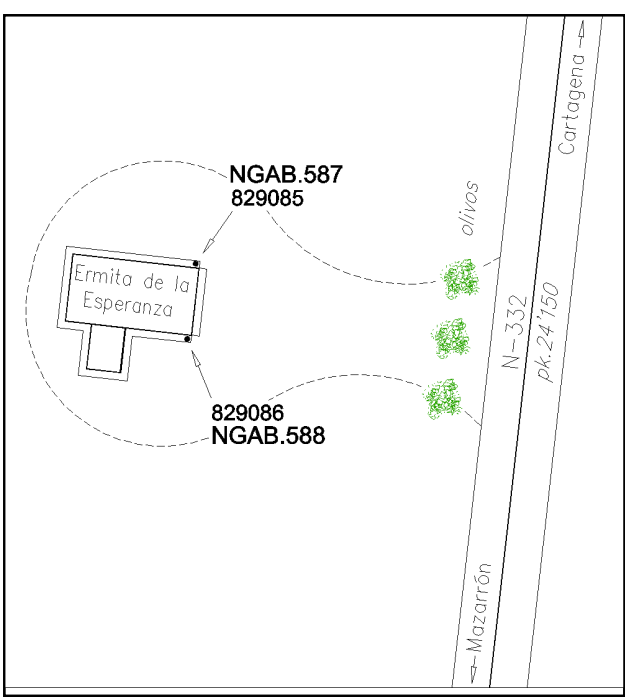 Cartagena
NGAB.587
829085
olivos
Ermita de la
Esperanza
N-332
pk.24'150
829086
NGAB.588
Mazarrón